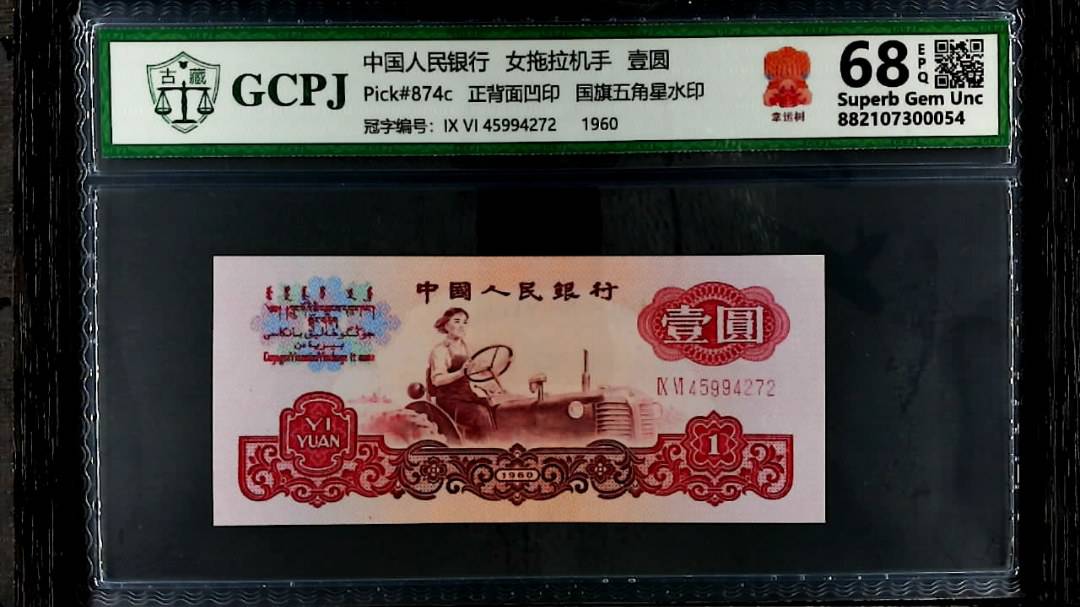 古藏
GCPJ
中国人民银行 女拖拉机手 壹圆
Pick#874c 正背面凹印 国旗五角星水印
冠字编号: IX VI 45994272 1960
幸运树
68 EPQ
Superb Gem Unc
882107300054
中國人民銀行
壹圓
IX VI 45994272
YI
YUAN
1960
1